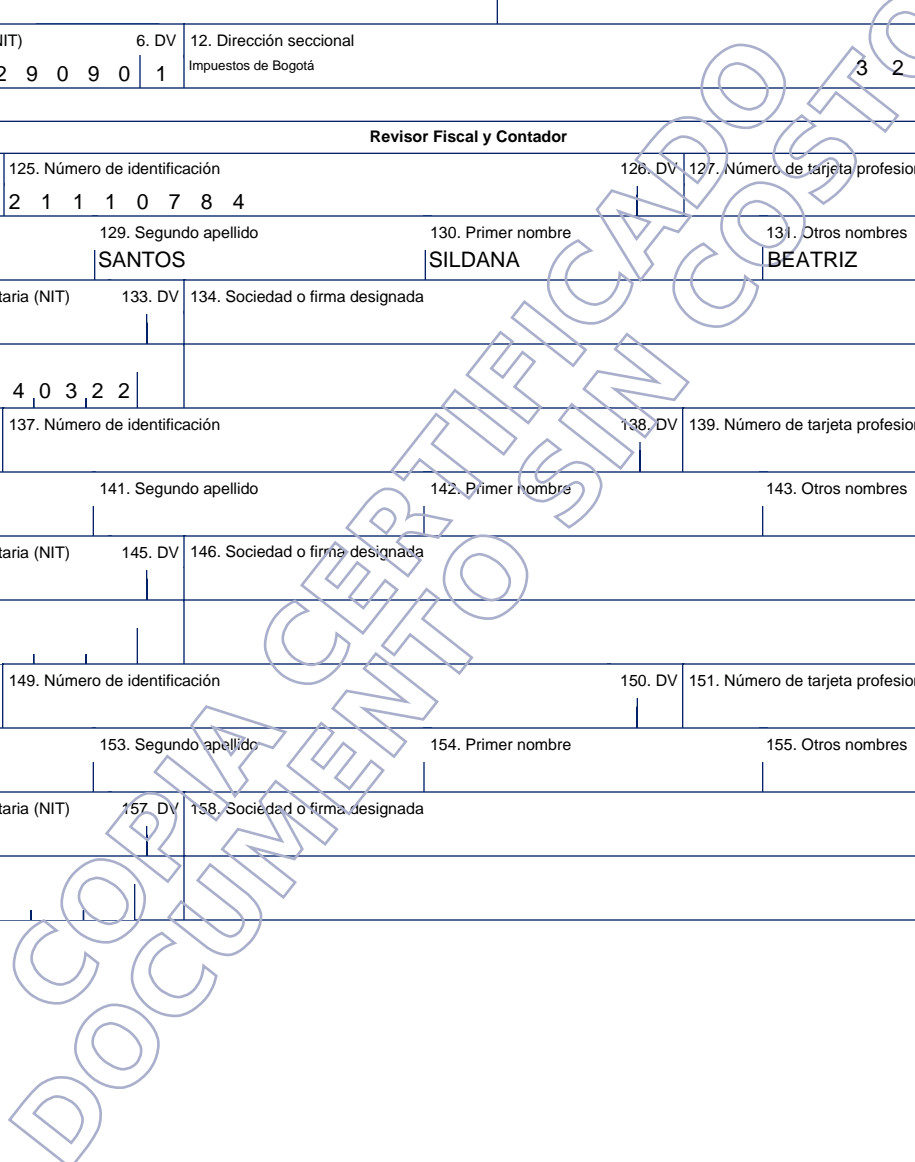 NIT) 6. DV 12. Dirección seccional
2 9 0 9 0 1 Impuestos de Bogotá 3 2
Revisor Fiscal y Contador
125. Número de identificación 126. DV 127. Número de tarjeta profesion
2 1 1 1 0 7 8 4
129. Segundo apellido 130. Primer nombre 131. Otros nombres
SANTOS SILDANA BEATRIZ
taria (NIT) 133. DV 134. Sociedad o firma designada
4 0 3 2 2
137. Número de identificación 138. DV 139. Número de tarjeta profesion
141. Segundo apellido 142. Primer nombre 143. Otros nombres
taria (NIT) 145. DV 146. Sociedad o firma designada
149. Número de identificación 150. DV 151. Número de tarjeta profesion
153. Segundo apellido 154. Primer nombre 155. Otros nombres
taria (NIT) 157. DV 158. Sociedad o firma designada
COPIA CERTIFICADO
DOCUMENTO SIN COSTO